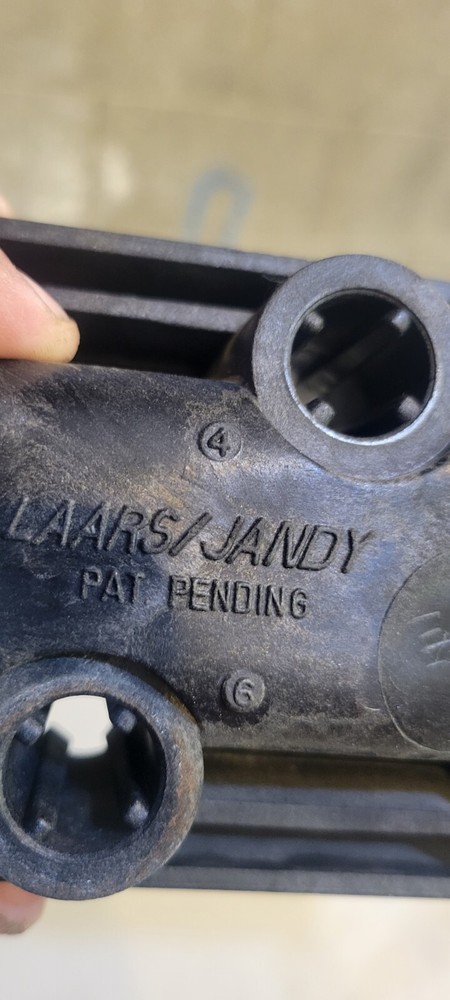 4
LAARS/JANDY
PAT PENDING
6